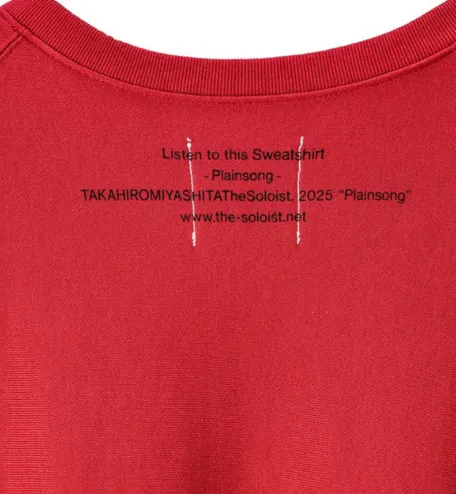 Listen to this Sweatshirt
- Plainsong -
TAKAHIROMIYASHITATheSoloist. 2025 “Plainsong”
www.the-soloist.net